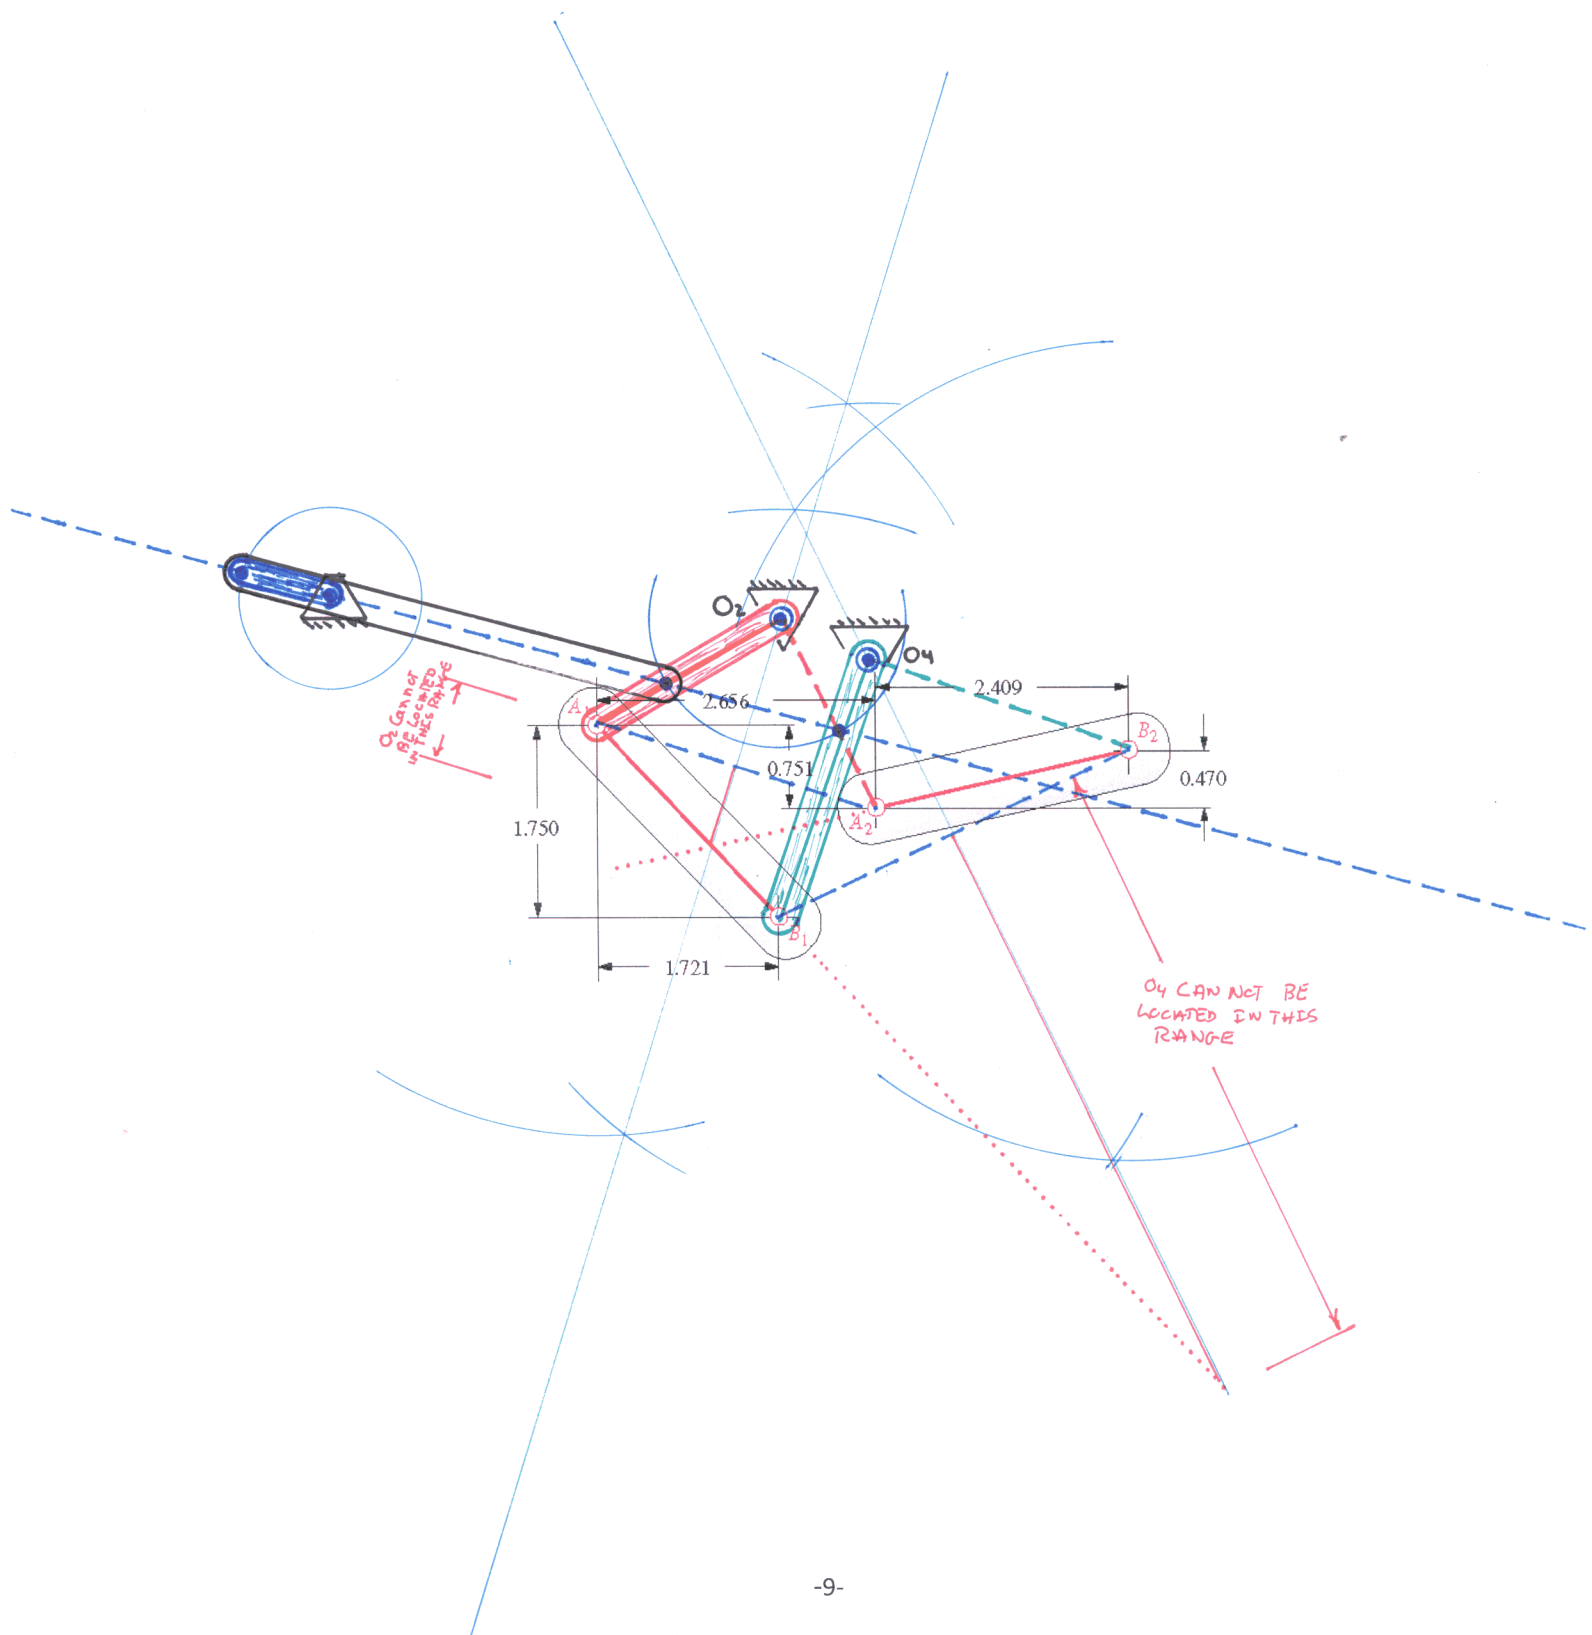 O2
O4
O2 CANNOT
BE LOCATED
IN THIS RANGE
A1
2.656
2.409
B2
0.751
0.470
A2
1.750
B1
1.721
O4 CAN NOT BE
LOCATED IN THIS
RANGE
-9-